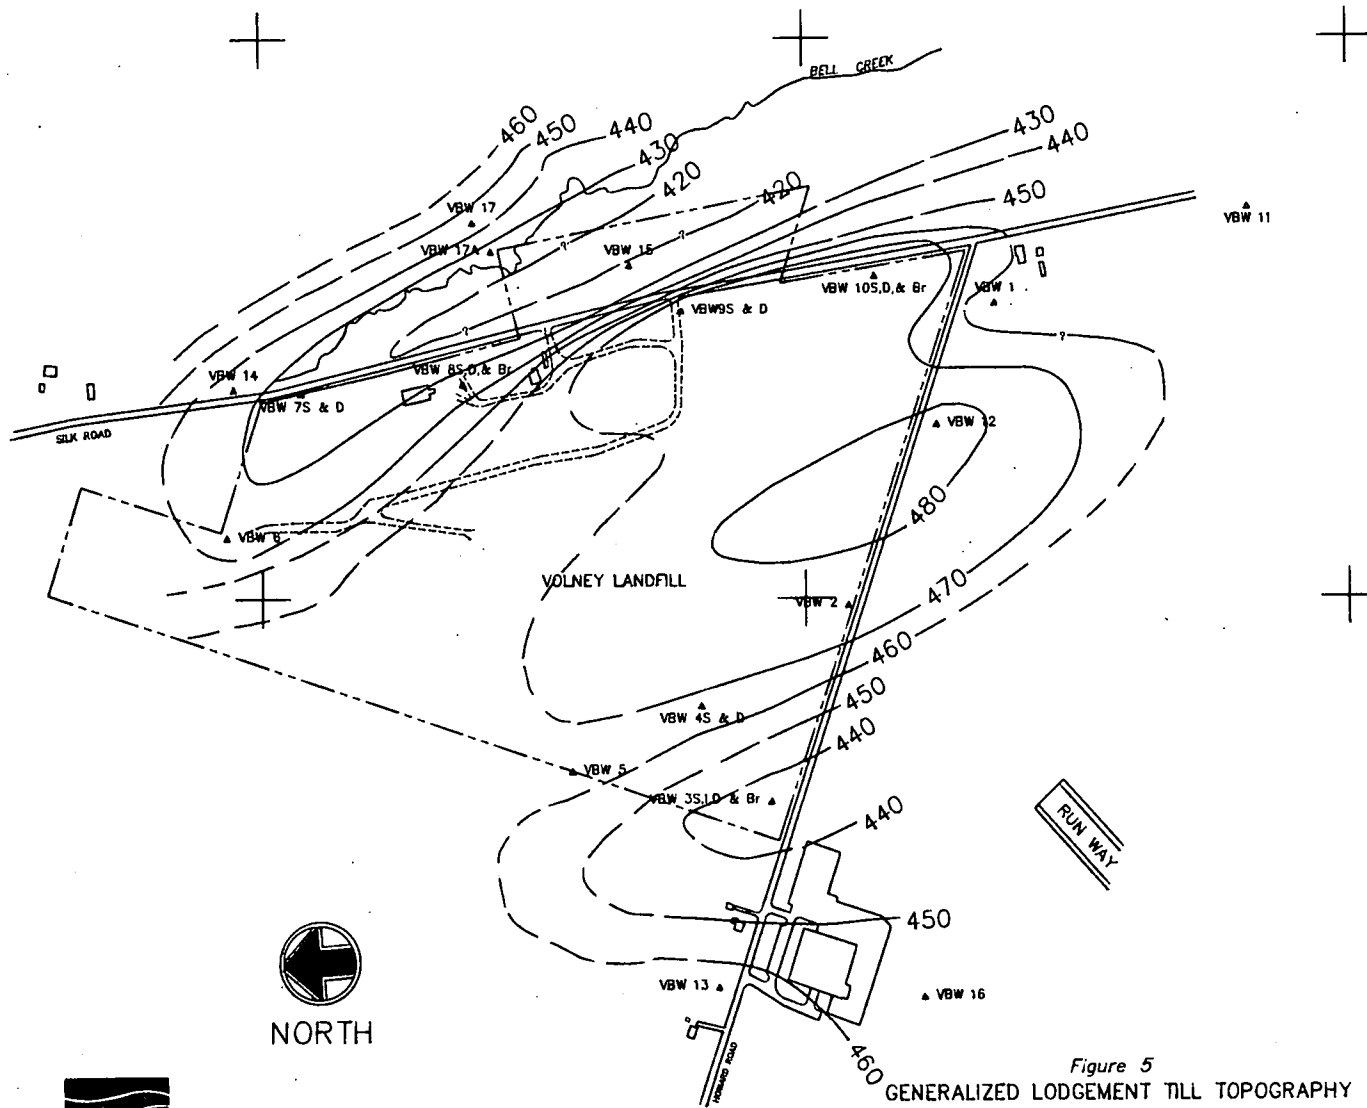 BELL CREEK
460
450
440
430
420
420
430
440
450
VBW 17
VBW 17A
VBW 15
VBW 11
VBW 10S,D,& Br
VBW 1
VBW9S & D
?
?
?
?
VBW 14
VBW 8S,D,& Br
VBW 7S & D
SILK ROAD
VBW 12
480
VBW 6
VOLNEY LANDFILL
VBW 2
470
460
450
440
VBW 4S & D
VBW 5
VBW 3S,I,D & Br
440
RUN WAY
450
VBW 13
VBW 16
460
HOWARD ROAD
NORTH
Figure 5
GENERALIZED LODGEMENT TILL TOPOGRAPHY